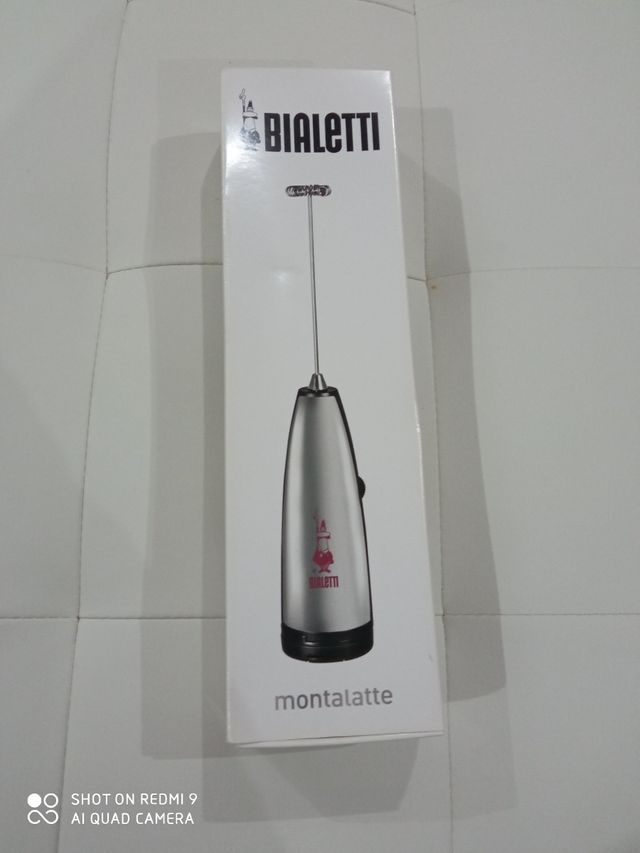 BIALETTI
BIALETTI
montalatte
SHOT ON REDMI 9
AI QUAD CAMERA